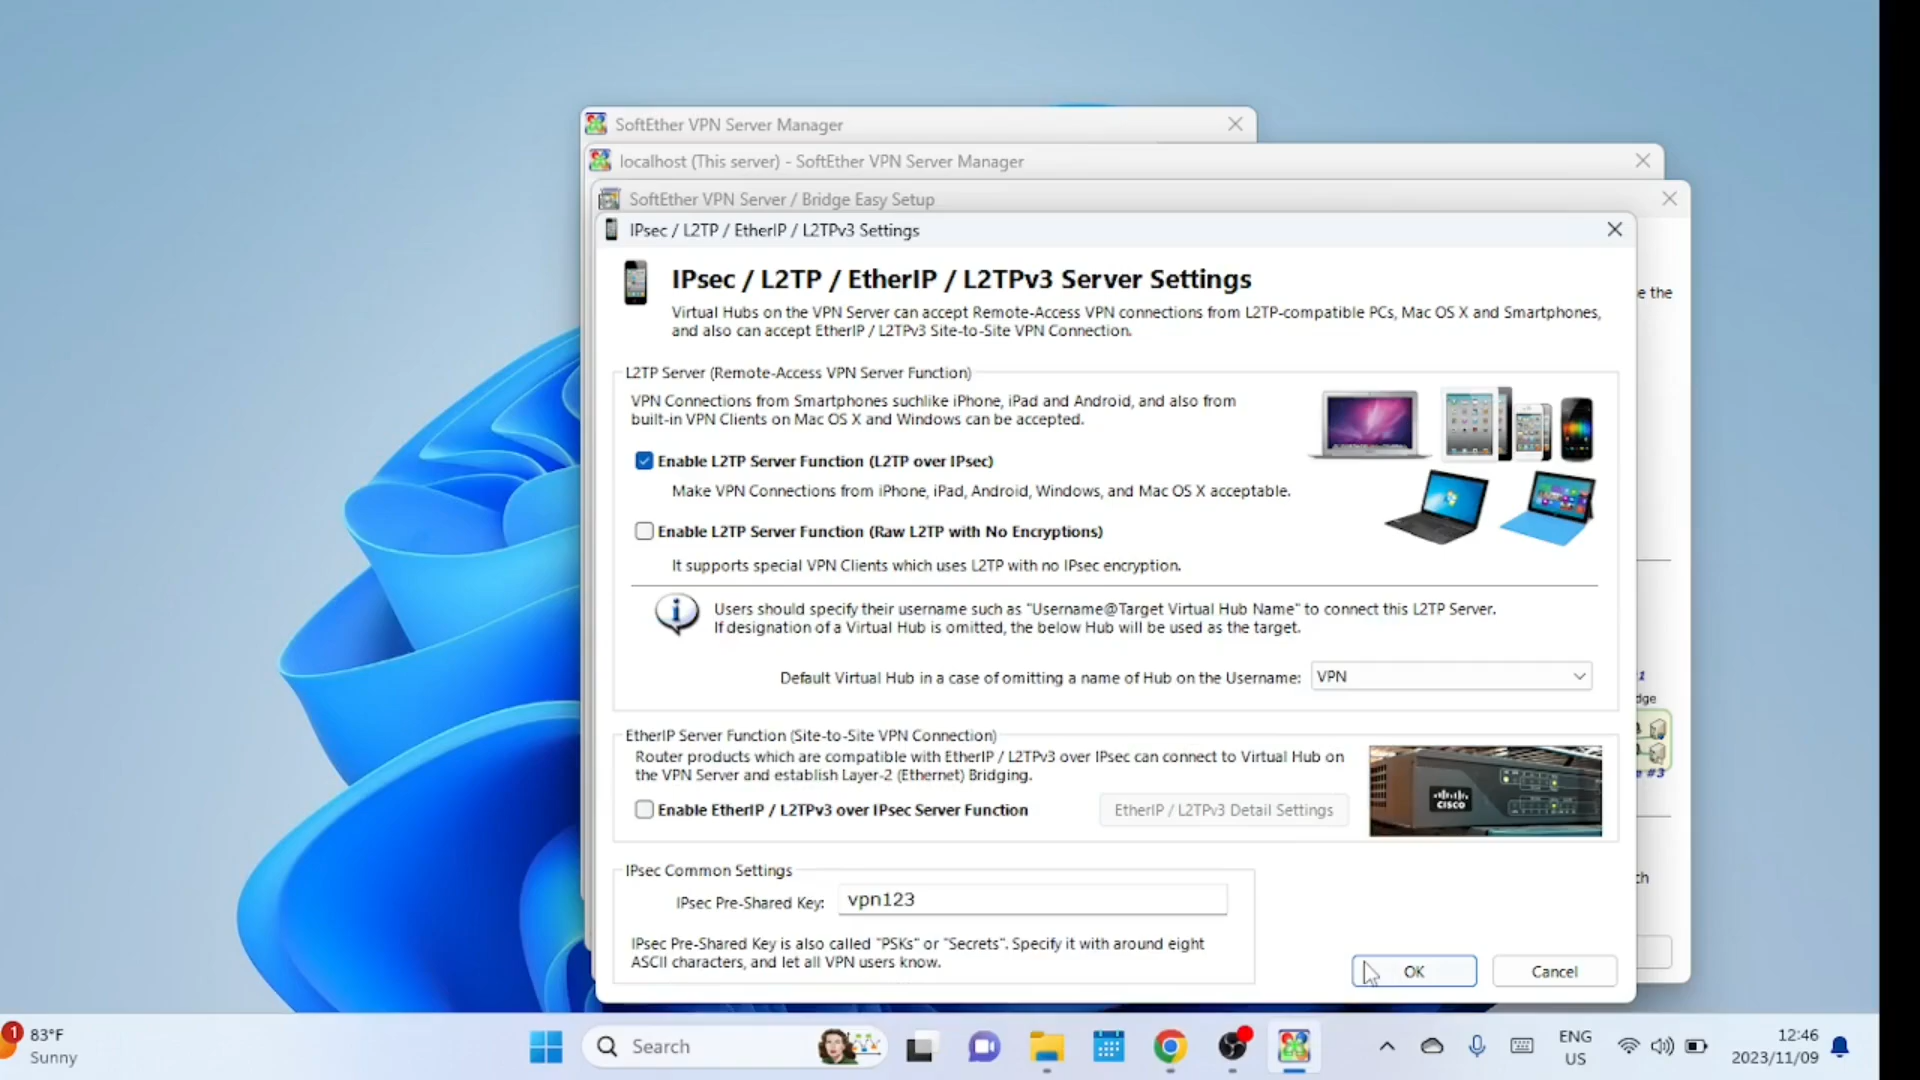 SoftEther VPN Server Manager
localhost (This server) - SoftEther VPN Server Manager
SoftEther VPN Server / Bridge Easy Setup
IPsec / L2TP / EtherIP / L2TPv3 Settings
IPsec / L2TP / EtherIP / L2TPv3 Server Settings
e the
Virtual Hubs on the VPN Server can accept Remote-Access VPN connections from L2TP-compatible PCs, Mac OS X and Smartphones,
and also can accept EtherIP / L2TPv3 Site-to-Site VPN Connection.
L2TP Server (Remote-Access VPN Server Function)
VPN Connections from Smartphones suchlike iPhone, iPad and Android, and also from
built-in VPN Clients on Mac OS X and Windows can be accepted.
Enable L2TP Server Function (L2TP over IPsec)
Make VPN Connections from iPhone, iPad, Android, Windows, and Mac OS X acceptable.
Enable L2TP Server Function (Raw L2TP with No Encryptions)
It supports special VPN Clients which uses L2TP with no IPsec encryption.
Users should specify their username such as "Username@Target Virtual Hub Name" to connect this L2TP Server.
If designation of a Virtual Hub is omitted, the below Hub will be used as the target.
Default Virtual Hub in a case of omitting a name of Hub on the Username: VPN
1
dge
e #3
EtherIP Server Function (Site-to-Site VPN Connection)
Router products which are compatible with EtherIP / L2TPv3 over IPsec can connect to Virtual Hub on
the VPN Server and establish Layer-2 (Ethernet) Bridging.
Enable EtherIP / L2TPv3 over IPsec Server Function
EtherIP / L2TPv3 Detail Settings
CISCO
IPsec Common Settings
ch
IPsec Pre-Shared Key: vpn123
IPsec Pre-Shared Key is also called "PSKs" or "Secrets". Specify it with around eight
ASCII characters, and let all VPN users know.
OK
Cancel
1
83°F
Sunny
Search
ENG
US
12:46
2023/11/09